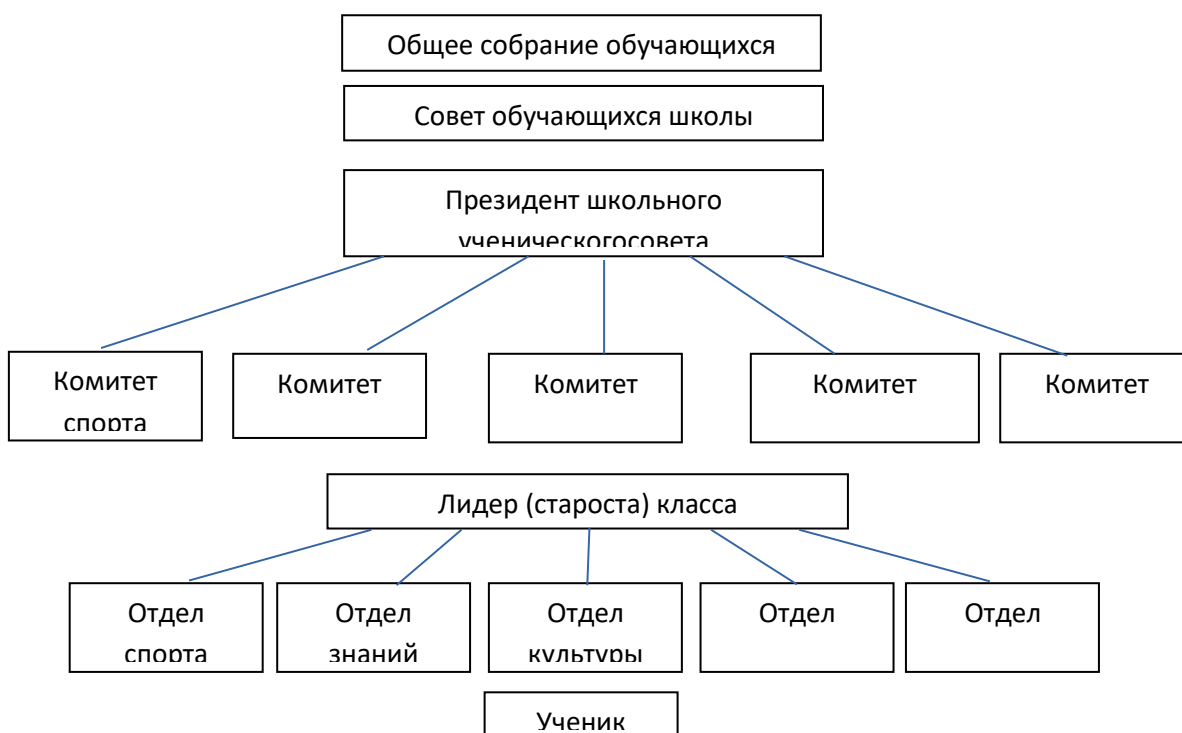 Общее собрание обучающихся
Совет обучающихся школы
Президент школьного
ученическогосовета
Комитет
спорта
Комитет
Комитет
Комитет
Комитет
Лидер (староста) класса
Отдел
спорта
Отдел
знаний
Отдел
культуры
Отдел
Отдел
Ученик